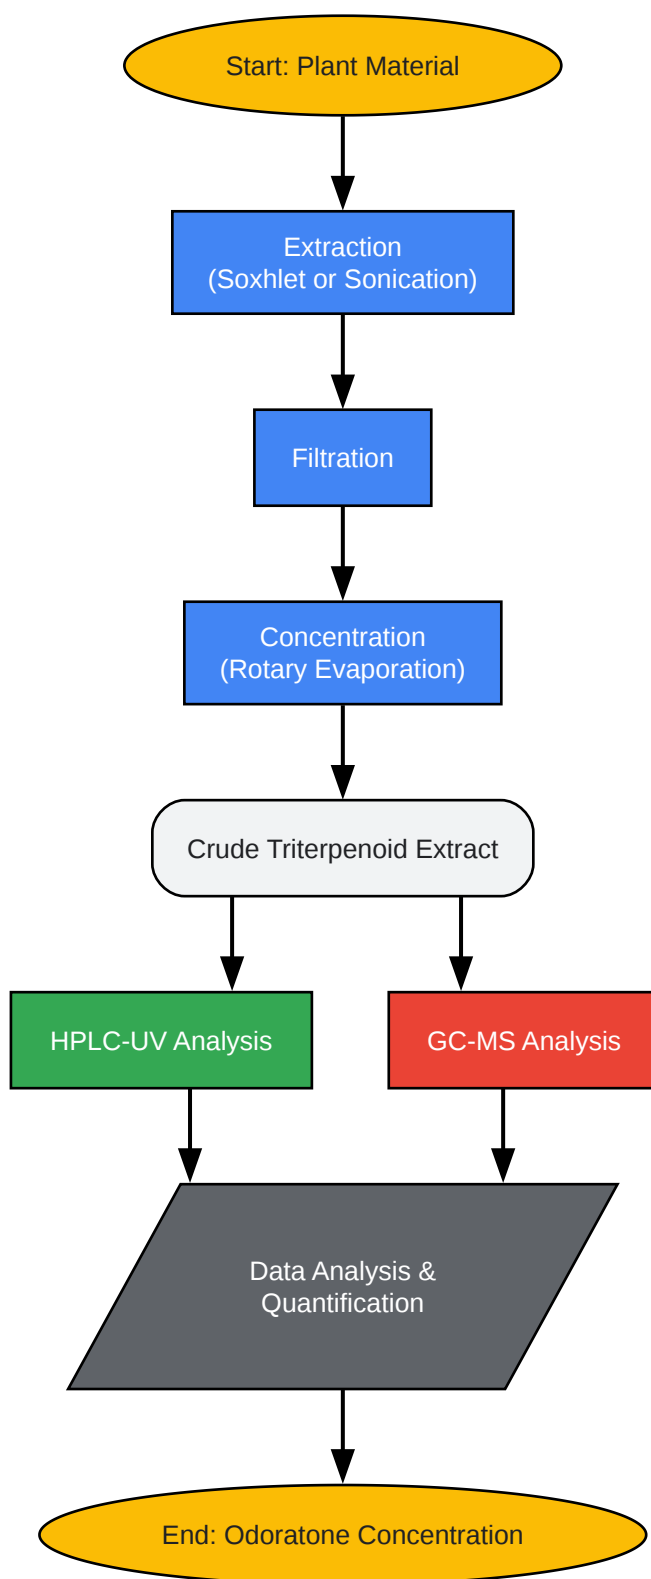 Start: Plant Material
Extraction
(Soxhlet or Sonication)
Filtration
Concentration
(Rotary Evaporation)
Crude Triterpenoid Extract
HPLC-UV Analysis
GC-MS Analysis
Data Analysis &
Quantification
End: Odoratone Concentration